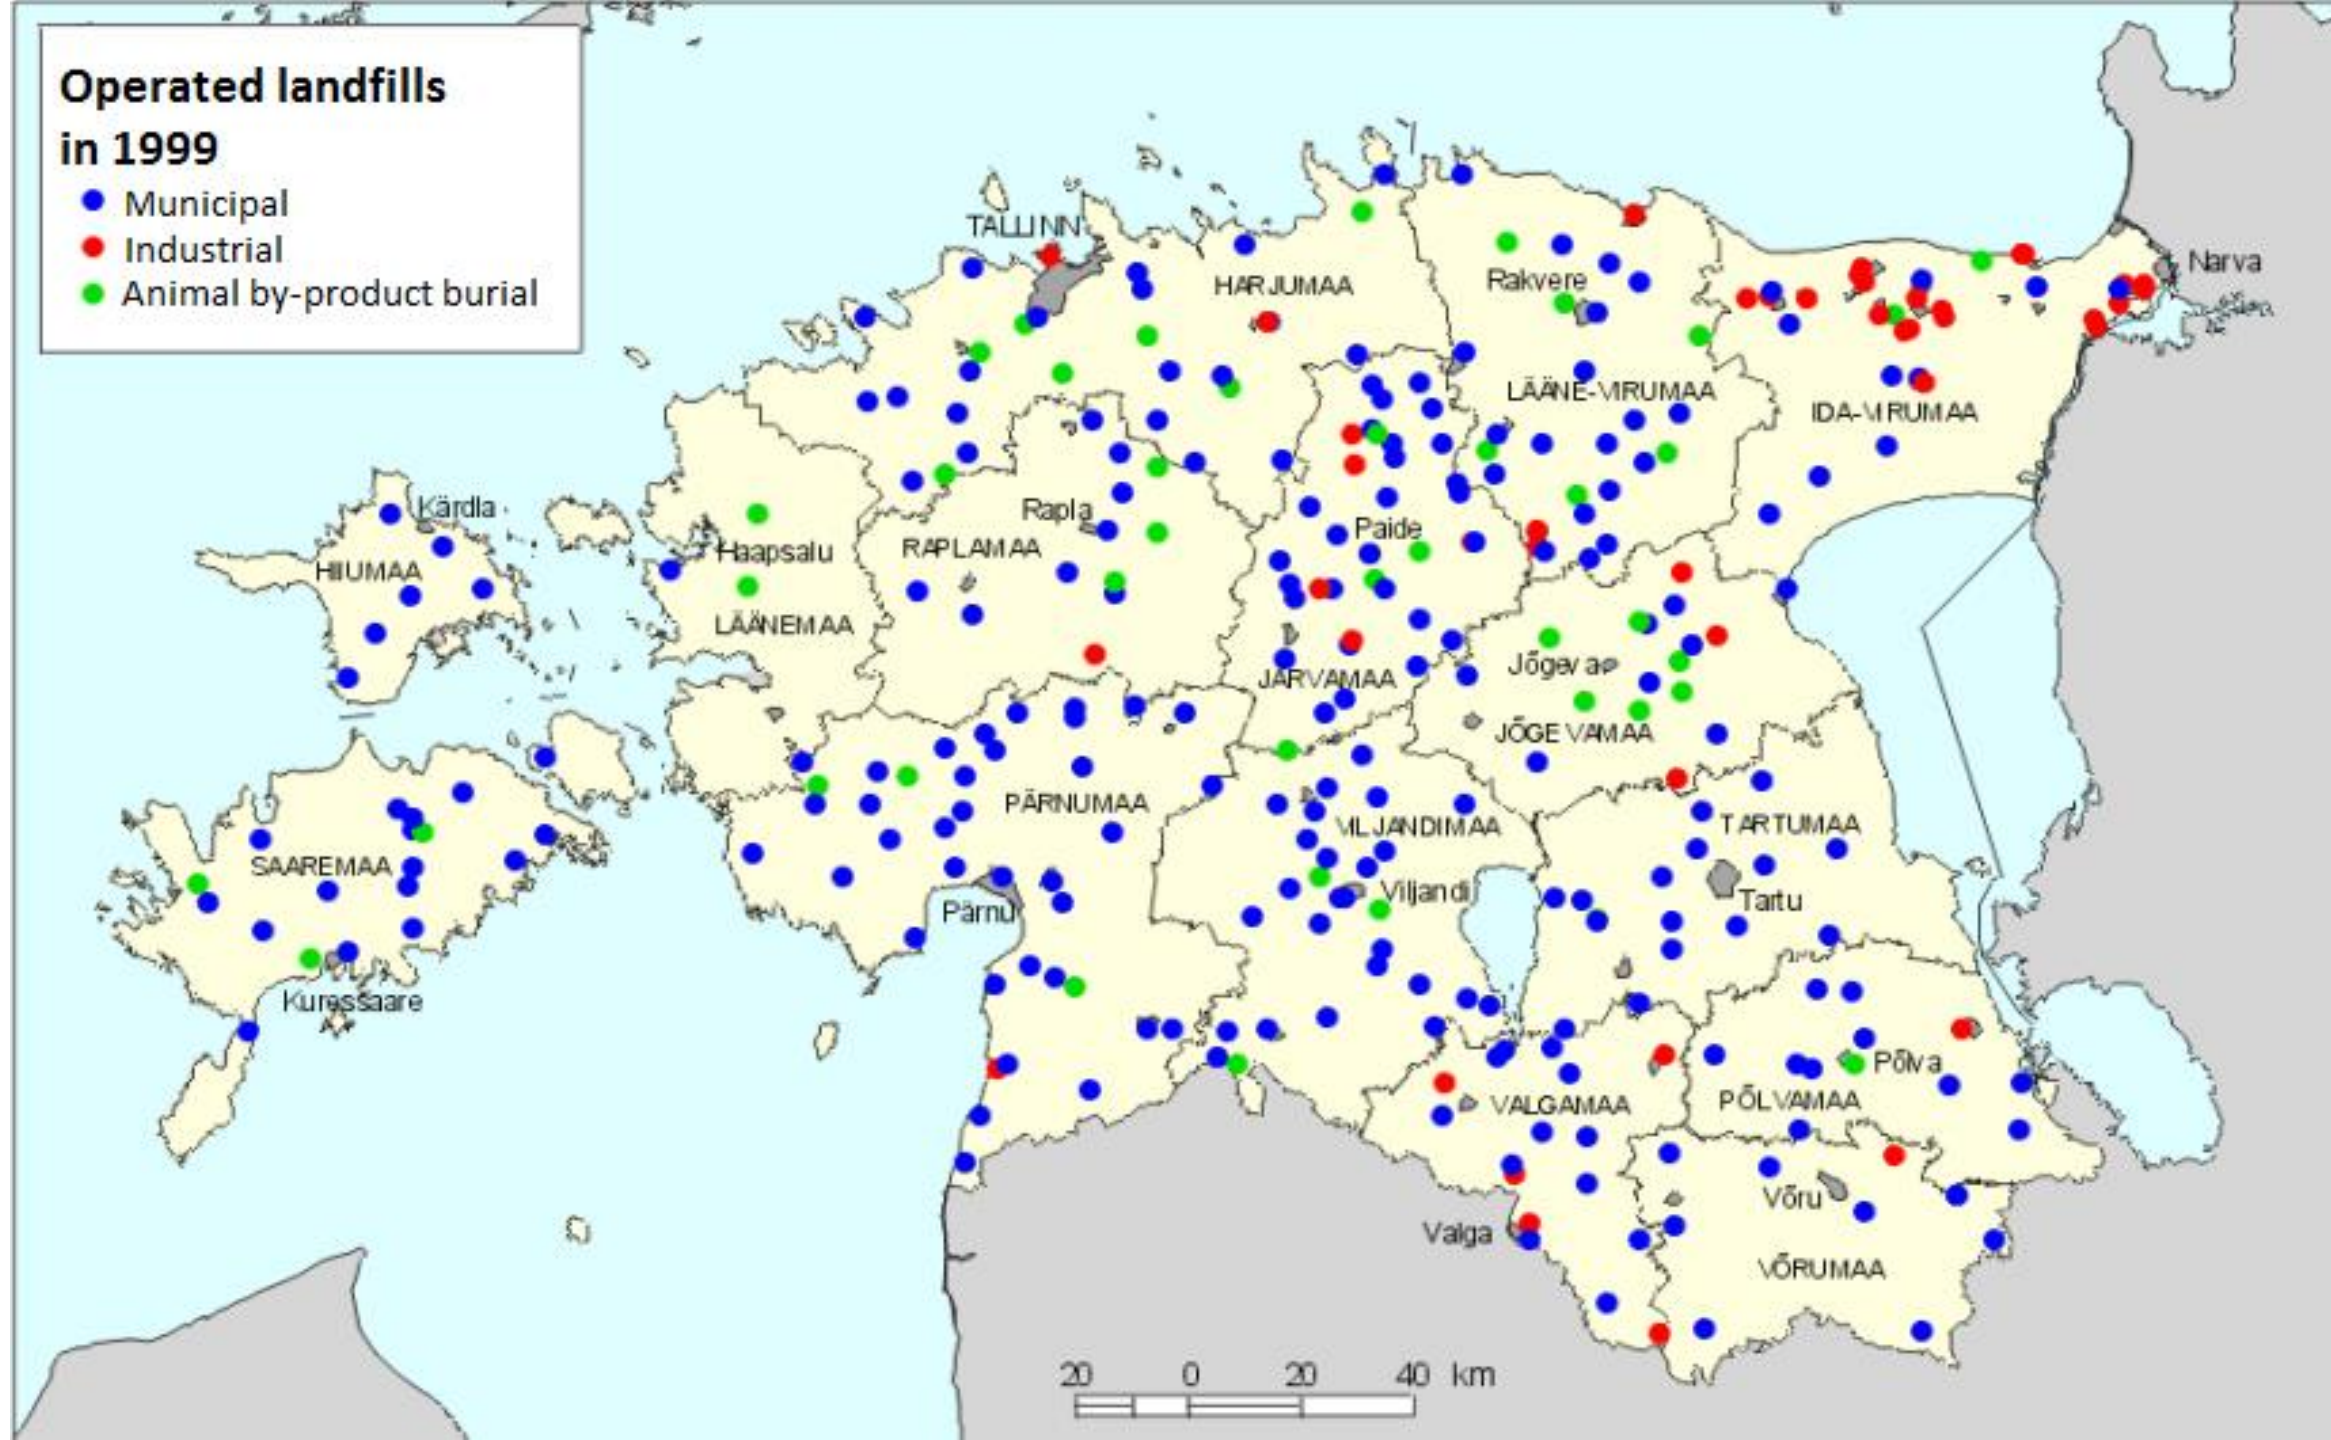 Operated landfills
in 1999
Municipal
Industrial
Animal by-product burial
TALLINN
Narva
HARJUMAA
Rakvere
LÄÄNE-VIRUMAA
IDA-VIRUMAA
Kärdla
Rapla
Paide
HIIUMAA
Haapsalu
RAPLAMAA
LÄÄNEMAA
Jõgeva
JÄRVAMAA
JÕGEVAMAA
PÄRNUMAA
VILJANDIMAA
TARTUMAA
SAAREMAA
Viljandi
Tartu
Pärnu
Kuressaare
Põlva
VALGAMAA
PÕLVAMAA
Võru
Valga
VÕRUMAA
20 0 20 40 km